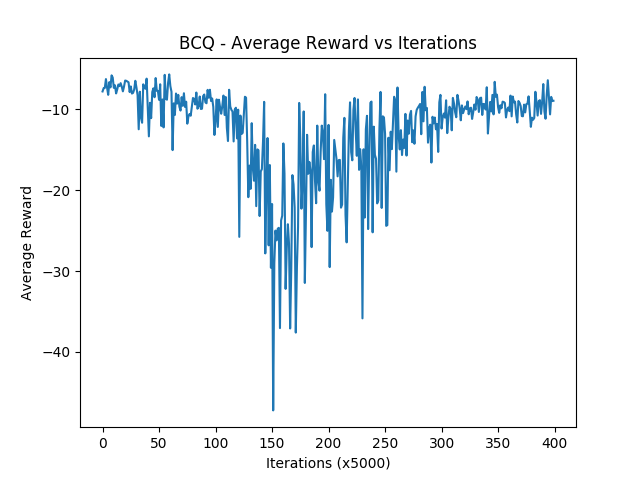 BCQ - Average Reward vs Iterations
Average Reward
−10
−20
−30
−40
0 50 100 150 200 250 300 350 400
Iterations (x5000)